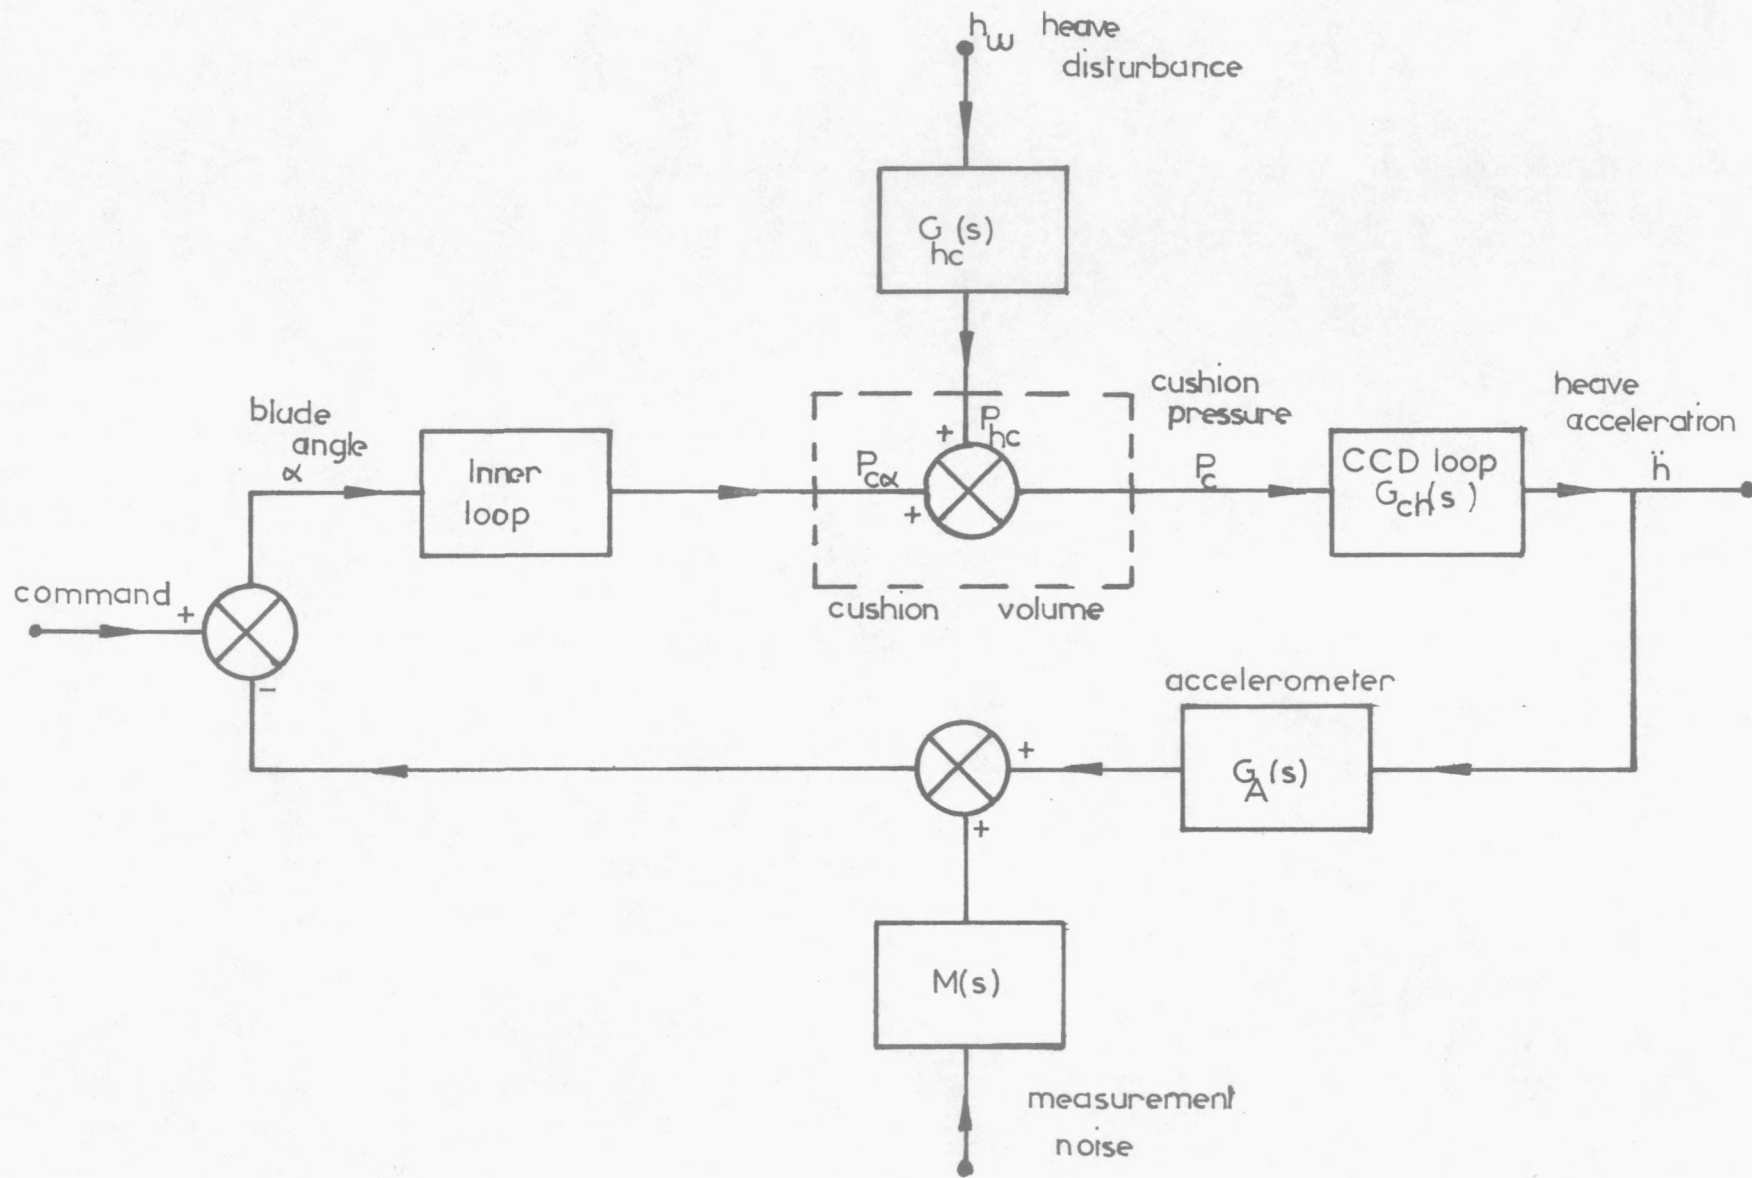 h_w heave
disturbance
G_hc(s)
cushion
pressure
heave
acceleration
blude
angle
α
Inner
loop
P_cα
+
+
P_hc
P_c
CCD loop
G_ch(s)
ḧ
command
+
-
cushion volume
accelerometer
G_A(s)
+
+
M(s)
measurement
noise